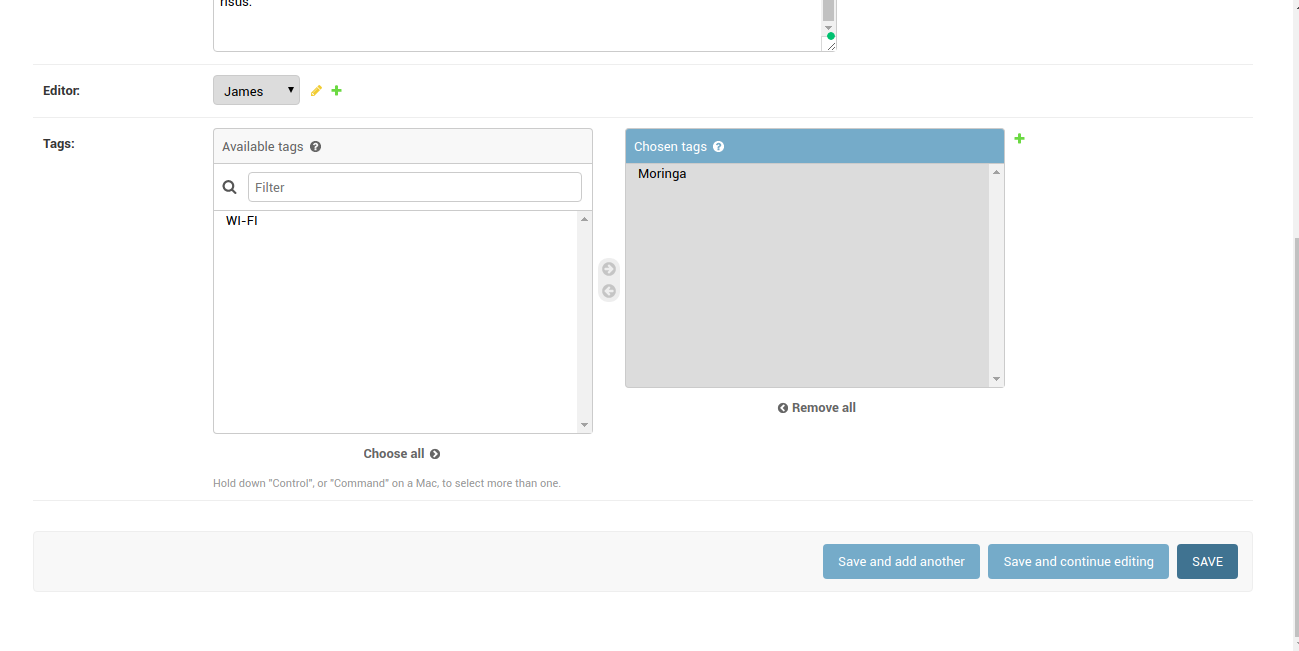 risus.
Editor:
James
Tags:
Available tags
Chosen tags
Filter
Moringa
WI-FI
Remove all
Choose all
Hold down "Control", or "Command" on a Mac, to select more than one.
Save and add another
Save and continue editing
SAVE